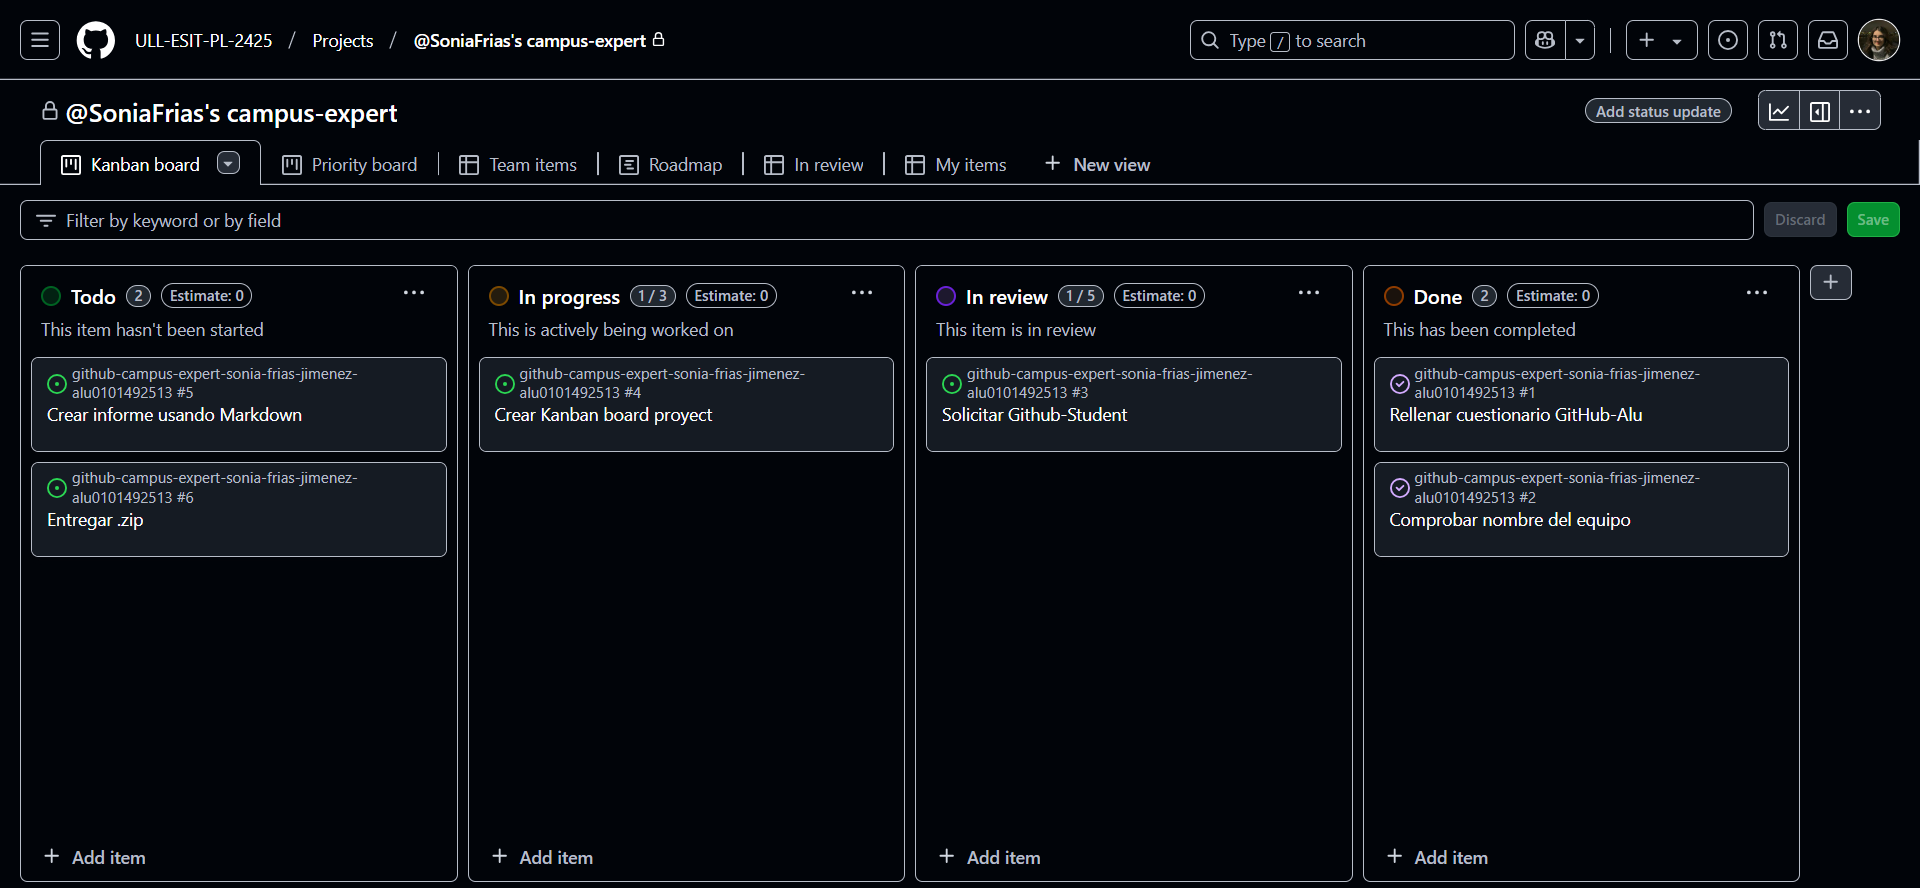 ULL-ESIT-PL-2425 / Projects / @SoniaFrias's campus-expert
Type / to search
@SoniaFrias's campus-expert
Add status update
Kanban board
Priority board
Team items
Roadmap
In review
My items
New view
Filter by keyword or by field
Discard
Save
Todo 2 Estimate: 0
This item hasn't been started
github-campus-expert-sonia-frias-jimenez-
alu0101492513 #5
Crear informe usando Markdown
github-campus-expert-sonia-frias-jimenez-
alu0101492513 #6
Entregar .zip
Add item
In progress 1 / 3 Estimate: 0
This is actively being worked on
github-campus-expert-sonia-frias-jimenez-
alu0101492513 #4
Crear Kanban board proyect
Add item
In review 1 / 5 Estimate: 0
This item is in review
github-campus-expert-sonia-frias-jimenez-
alu0101492513 #3
Solicitar Github-Student
Add item
Done 2 Estimate: 0
This has been completed
github-campus-expert-sonia-frias-jimenez-
alu0101492513 #1
Rellenar cuestionario GitHub-Alu
github-campus-expert-sonia-frias-jimenez-
alu0101492513 #2
Comprobar nombre del equipo
Add item